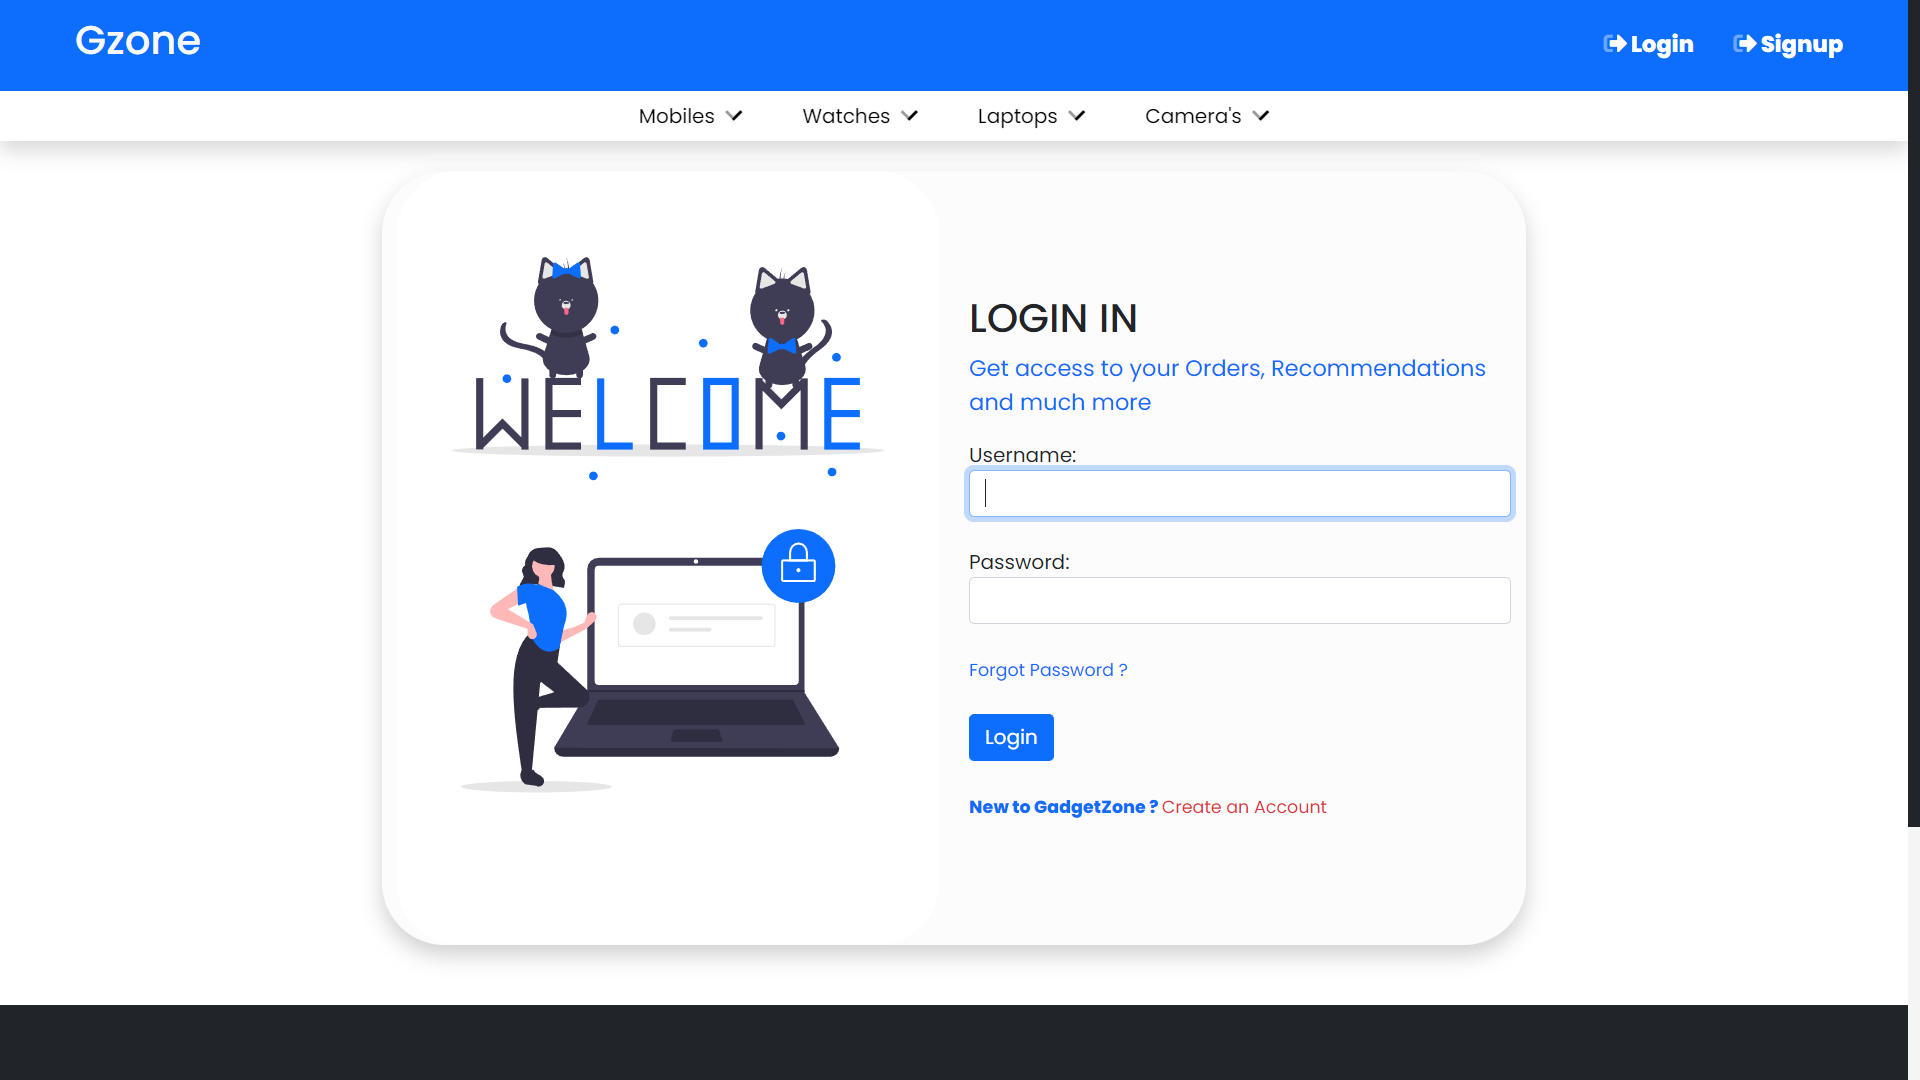 Gzone
Login
Signup
Mobiles
Watches
Laptops
Camera's
WELCOME
LOGIN IN
Get access to your Orders, Recommendations
and much more
Username:
Password:
Forgot Password ?
Login
New to GadgetZone ? Create an Account